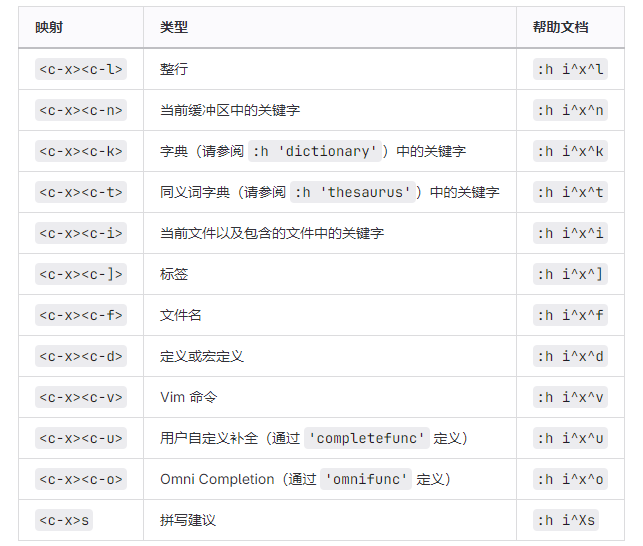 映射 类型 帮助文档
<c-x><c-l> 整行 :h i^x^l
<c-x><c-n> 当前缓冲区中的关键字 :h i^x^n
<c-x><c-k> 字典（请参阅 :h 'dictionary'）中的关键字 :h i^x^k
<c-x><c-t> 同义词字典（请参阅 :h 'thesaurus'）中的关键字 :h i^x^t
<c-x><c-i> 当前文件以及包含的文件中的关键字 :h i^x^i
<c-x><c-]> 标签 :h i^x^]
<c-x><c-f> 文件名 :h i^x^f
<c-x><c-d> 定义或宏定义 :h i^x^d
<c-x><c-v> Vim 命令 :h i^x^v
<c-x><c-u> 用户自定义补全（通过 'completefunc' 定义） :h i^x^u
<c-x><c-o> Omni Completion（通过 'omnifunc' 定义） :h i^x^o
<c-x>s 拼写建议 :h i^Xs